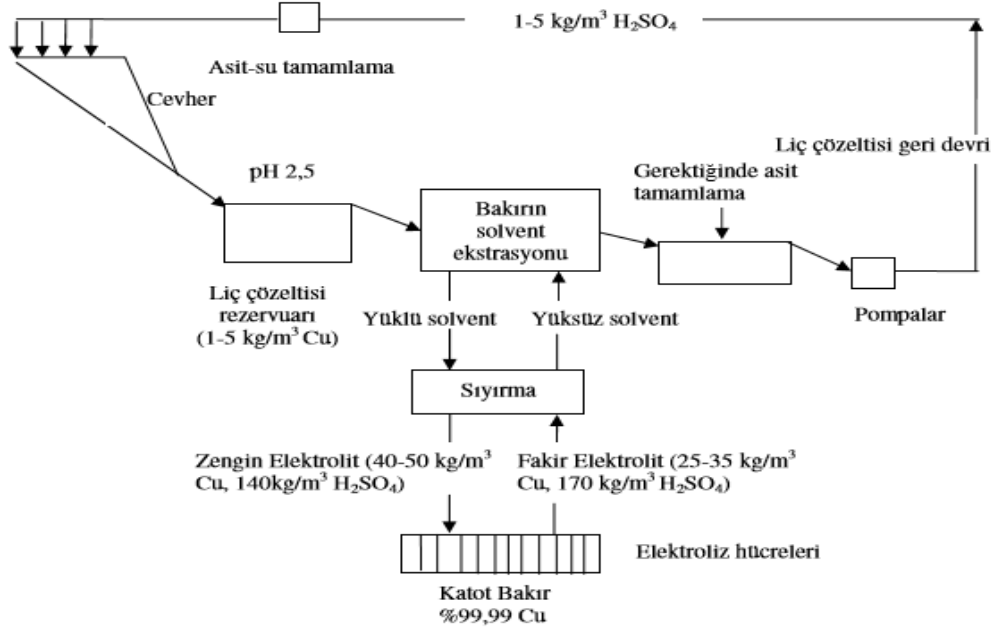 1-5 kg/m³ H₂SO₄
Asit-su tamamlama
Cevher
Liç çözeltisi geri devri
pH 2,5
Gerektiğinde asit
tamamlama
Bakırın
solvent
ekstrasyonu
Liç çözeltisi
rezervuarı
(1-5 kg/m³ Cu)
Yüklü solvent
Yüksüz solvent
Pompalar
Sıyırma
Zengin Elektrolit (40-50 kg/m³
Cu, 140kg/m³ H₂SO₄)
Fakir Elektrolit (25-35 kg/m³
Cu, 170 kg/m³ H₂SO₄)
Elektroliz hücreleri
Katot Bakır
%99,99 Cu